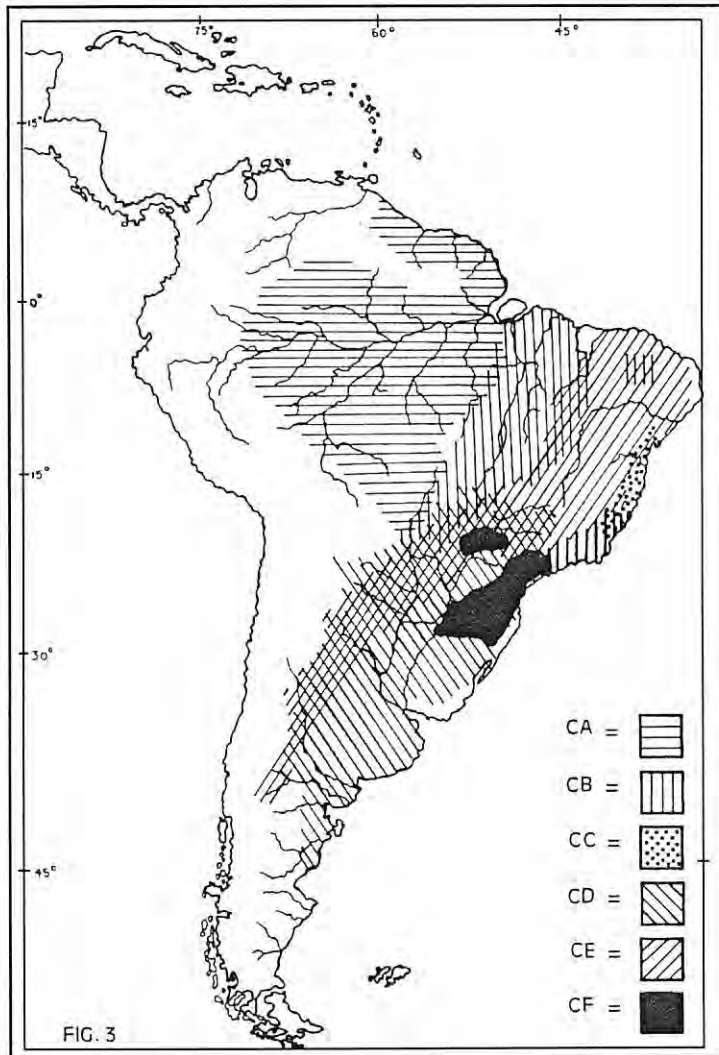 75° 60° 45°
15°
0°
15°
30°
45°
CA =
CB =
CC =
CD =
CE =
CF =
FIG. 3